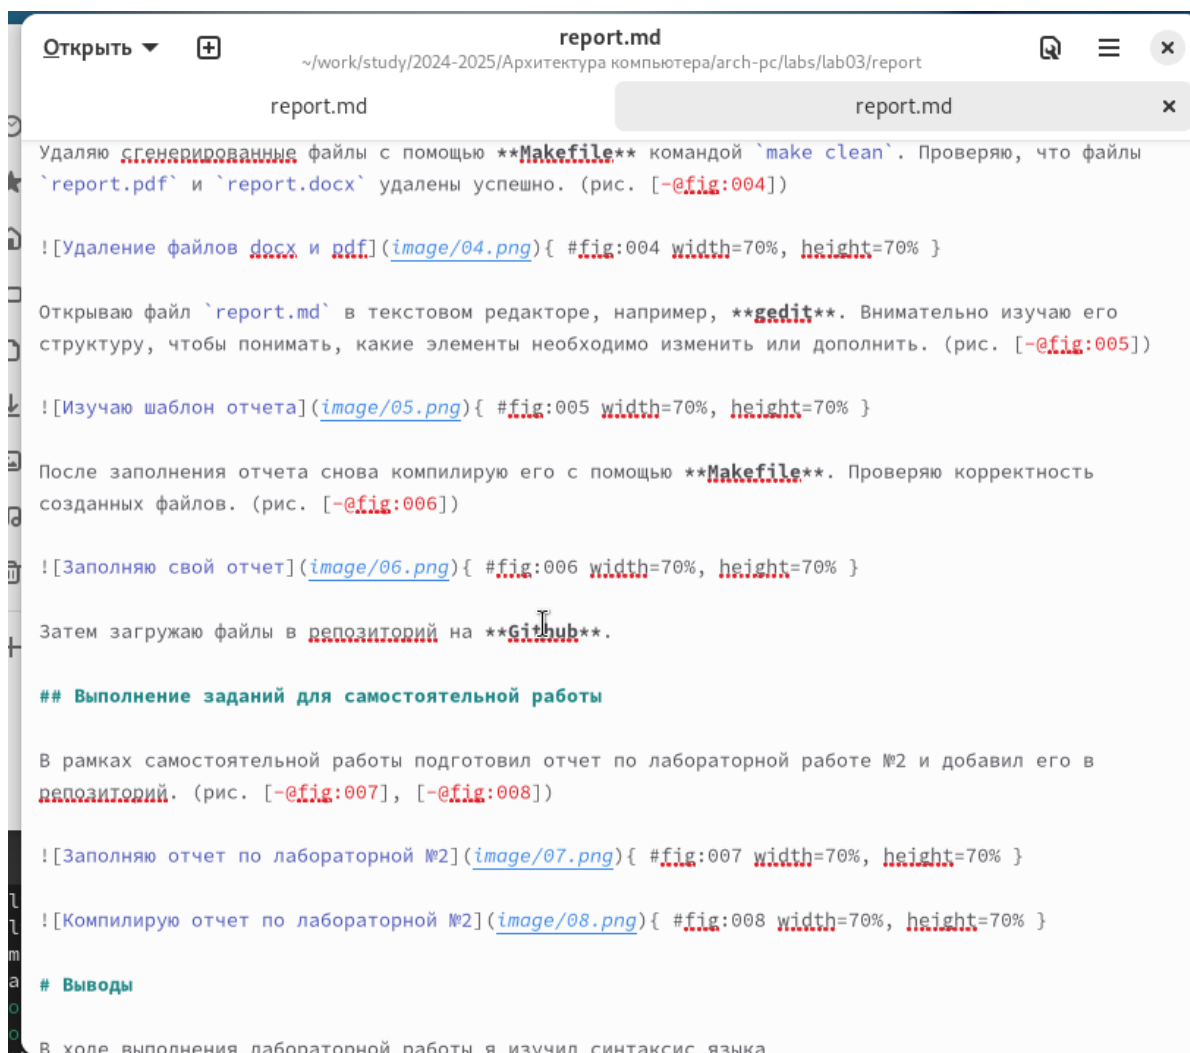 Открыть
report.md
~/work/study/2024-2025/Архитектура компьютера/arch-pc/labs/lab03/report
report.md
report.md
Удаляю сгенерированные файлы с помощью **Makefile** командой `make clean`. Проверяю, что файлы
`report.pdf` и `report.docx` удалены успешно. (рис. [-@fig:004])
![Удаление файлов docx и pdf](image/04.png){ #fig:004 width=70%, height=70% }
Открываю файл `report.md` в текстовом редакторе, например, **gedit**. Внимательно изучаю его
структуру, чтобы понимать, какие элементы необходимо изменить или дополнить. (рис. [-@fig:005])
![Изучаю шаблон отчета](image/05.png){ #fig:005 width=70%, height=70% }
После заполнения отчета снова компилирую его с помощью **Makefile**. Проверяю корректность
созданных файлов. (рис. [-@fig:006])
![Заполняю свой отчет](image/06.png){ #fig:006 width=70%, height=70% }
Затем загружаю файлы в репозиторий на **Github**.
## Выполнение заданий для самостоятельной работы
В рамках самостоятельной работы подготовил отчет по лабораторной работе №2 и добавил его в
репозиторий. (рис. [-@fig:007], [-@fig:008])
![Заполняю отчет по лабораторной №2](image/07.png){ #fig:007 width=70%, height=70% }
![Компилирую отчет по лабораторной №2](image/08.png){ #fig:008 width=70%, height=70% }
# Выводы
В ходе выполнения лабораторной работы я изучил синтаксис языка